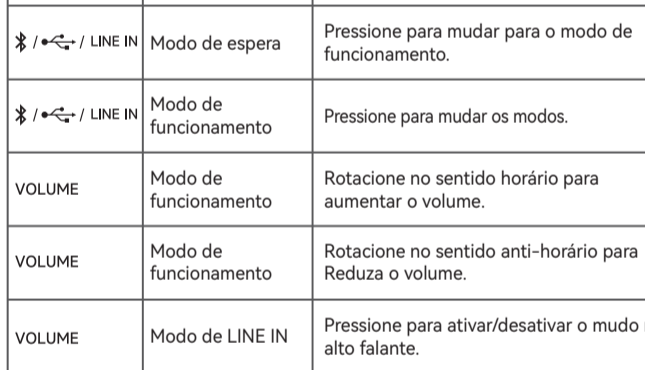 / / LINE IN Modo de espera Pressione para mudar para o modo de
funcionamento.
/ / LINE IN Modo de
funcionamento Pressione para mudar os modos.
VOLUME Modo de
funcionamento Rotacione no sentido horário para
aumentar o volume.
VOLUME Modo de
funcionamento Rotacione no sentido anti-horário para
Reduza o volume.
VOLUME Modo de LINE IN Pressione para ativar/desativar o mudo
alto falante.